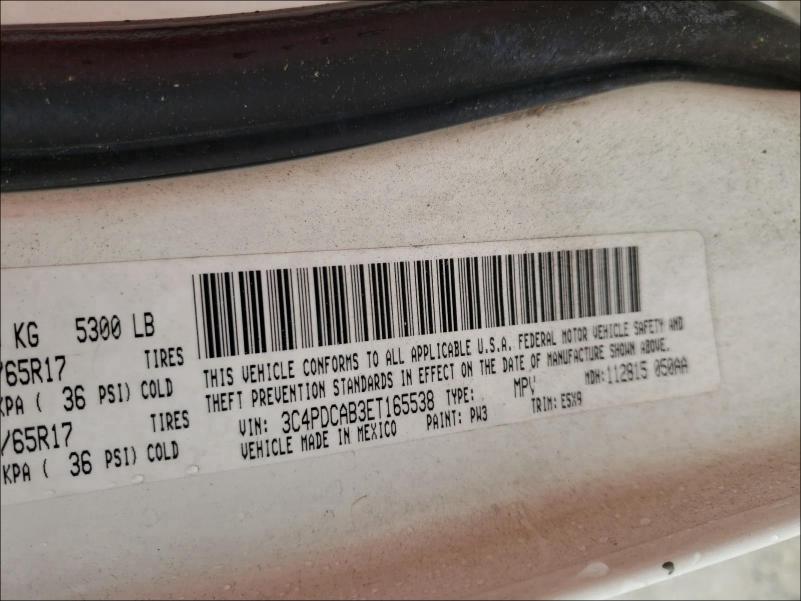 KG 5300 LB
/65R17 TIRES
KPA ( 36 PSI) COLD
/65R17 TIRES
KPA ( 36 PSI) COLD
THIS VEHICLE CONFORMS TO ALL APPLICABLE U.S.A. FEDERAL MOTOR VEHICLE SAFETY AND
THEFT PREVENTION STANDARDS IN EFFECT ON THE DATE OF MANUFACTURE SHOWN ABOVE.
VIN: 3C4PDCAB3ET165538 TYPE: MPV MDH: 112815 050AA
VEHICLE MADE IN MEXICO PAINT: PW3 TRIM: E5X9